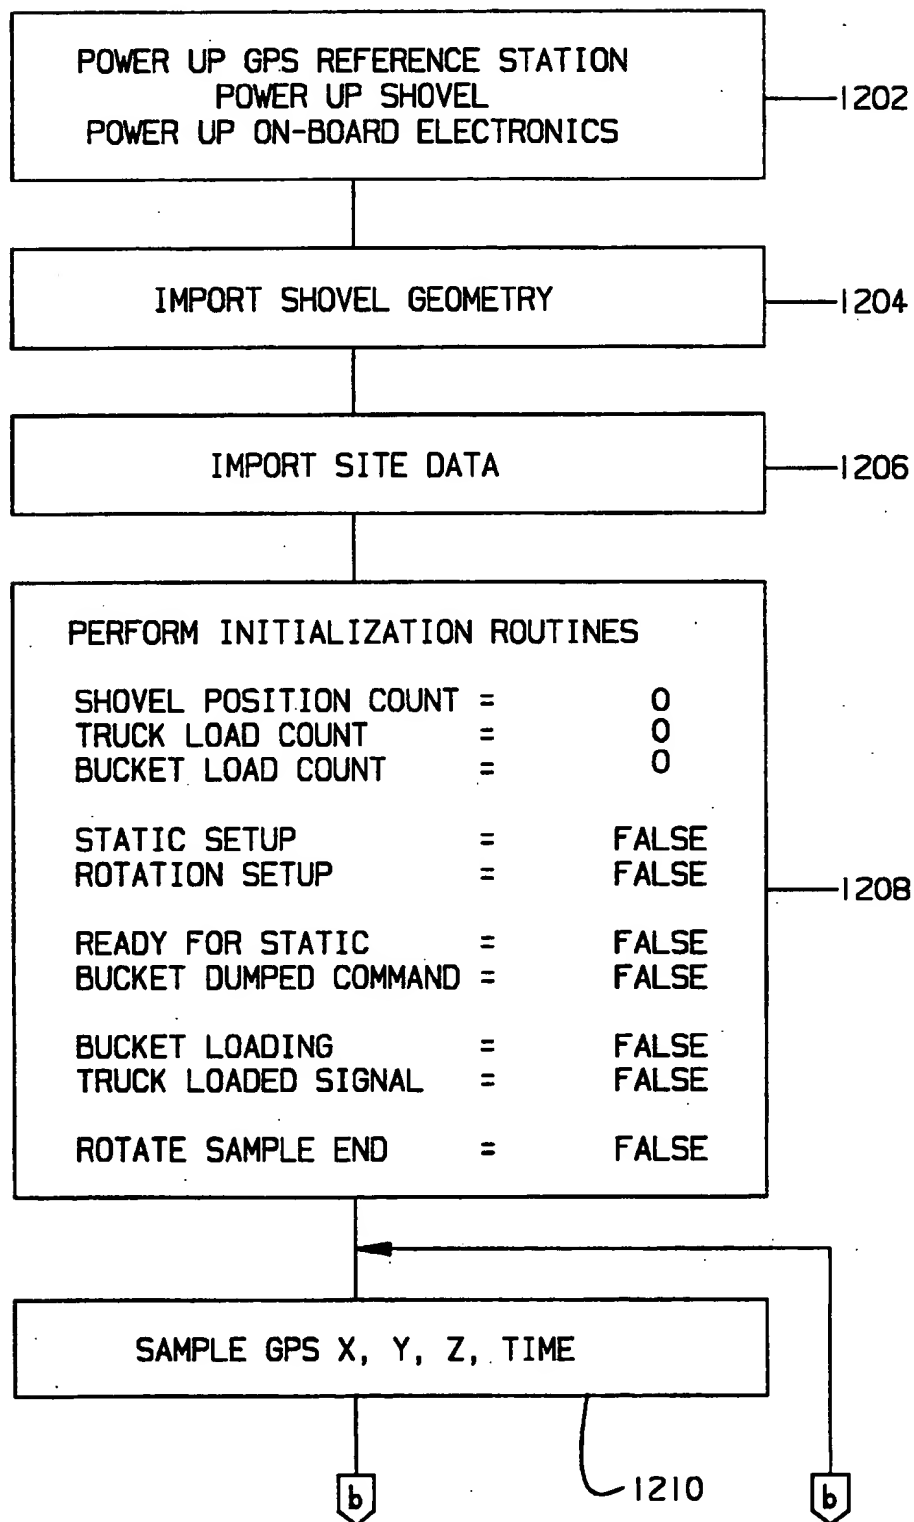 POWER UP GPS REFERENCE STATION
POWER UP SHOVEL
POWER UP ON-BOARD ELECTRONICS
1202
IMPORT SHOVEL GEOMETRY
1204
IMPORT SITE DATA
1206
PERFORM INITIALIZATION ROUTINES
SHOVEL POSITION COUNT = 0
TRUCK LOAD COUNT = 0
BUCKET LOAD COUNT = 0
STATIC SETUP = FALSE
ROTATION SETUP = FALSE
1208
READY FOR STATIC = FALSE
BUCKET DUMPED COMMAND = FALSE
BUCKET LOADING = FALSE
TRUCK LOADED SIGNAL = FALSE
ROTATE SAMPLE END = FALSE
SAMPLE GPS X, Y, Z, TIME
1210
b
b